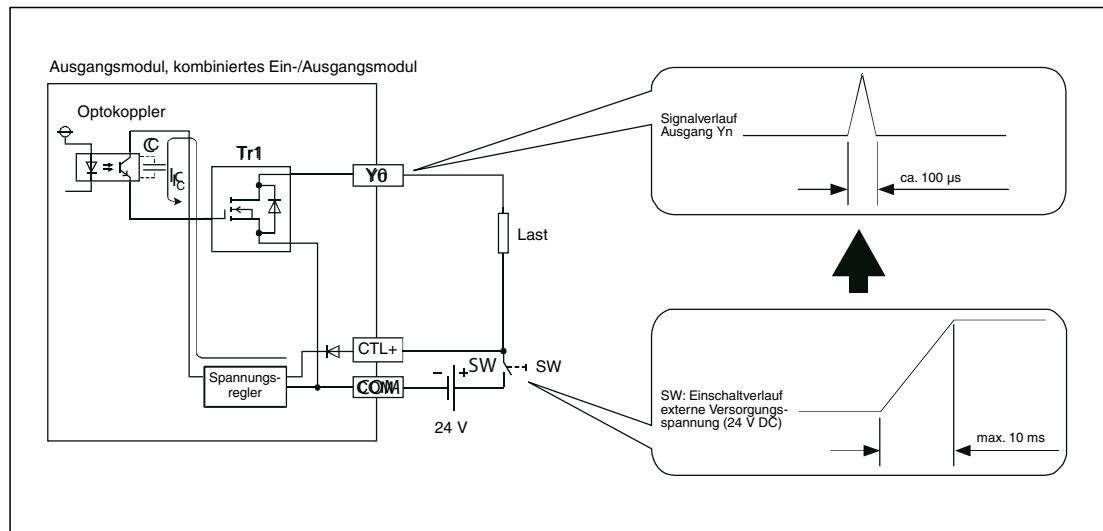 Ausgangsmodul, kombiniertes Ein-/Ausgangsmodul
Optokoppler
C
IC
Tr1
Y0
Last
CTL+
Spannungs-
regler
COM
24 V
–
+
SW
SW
Signalverlauf
Ausgang Yn
ca. 100 µs
SW: Einschaltverlauf
externe Versorgungs-
spannung (24 V DC)
max. 10 ms